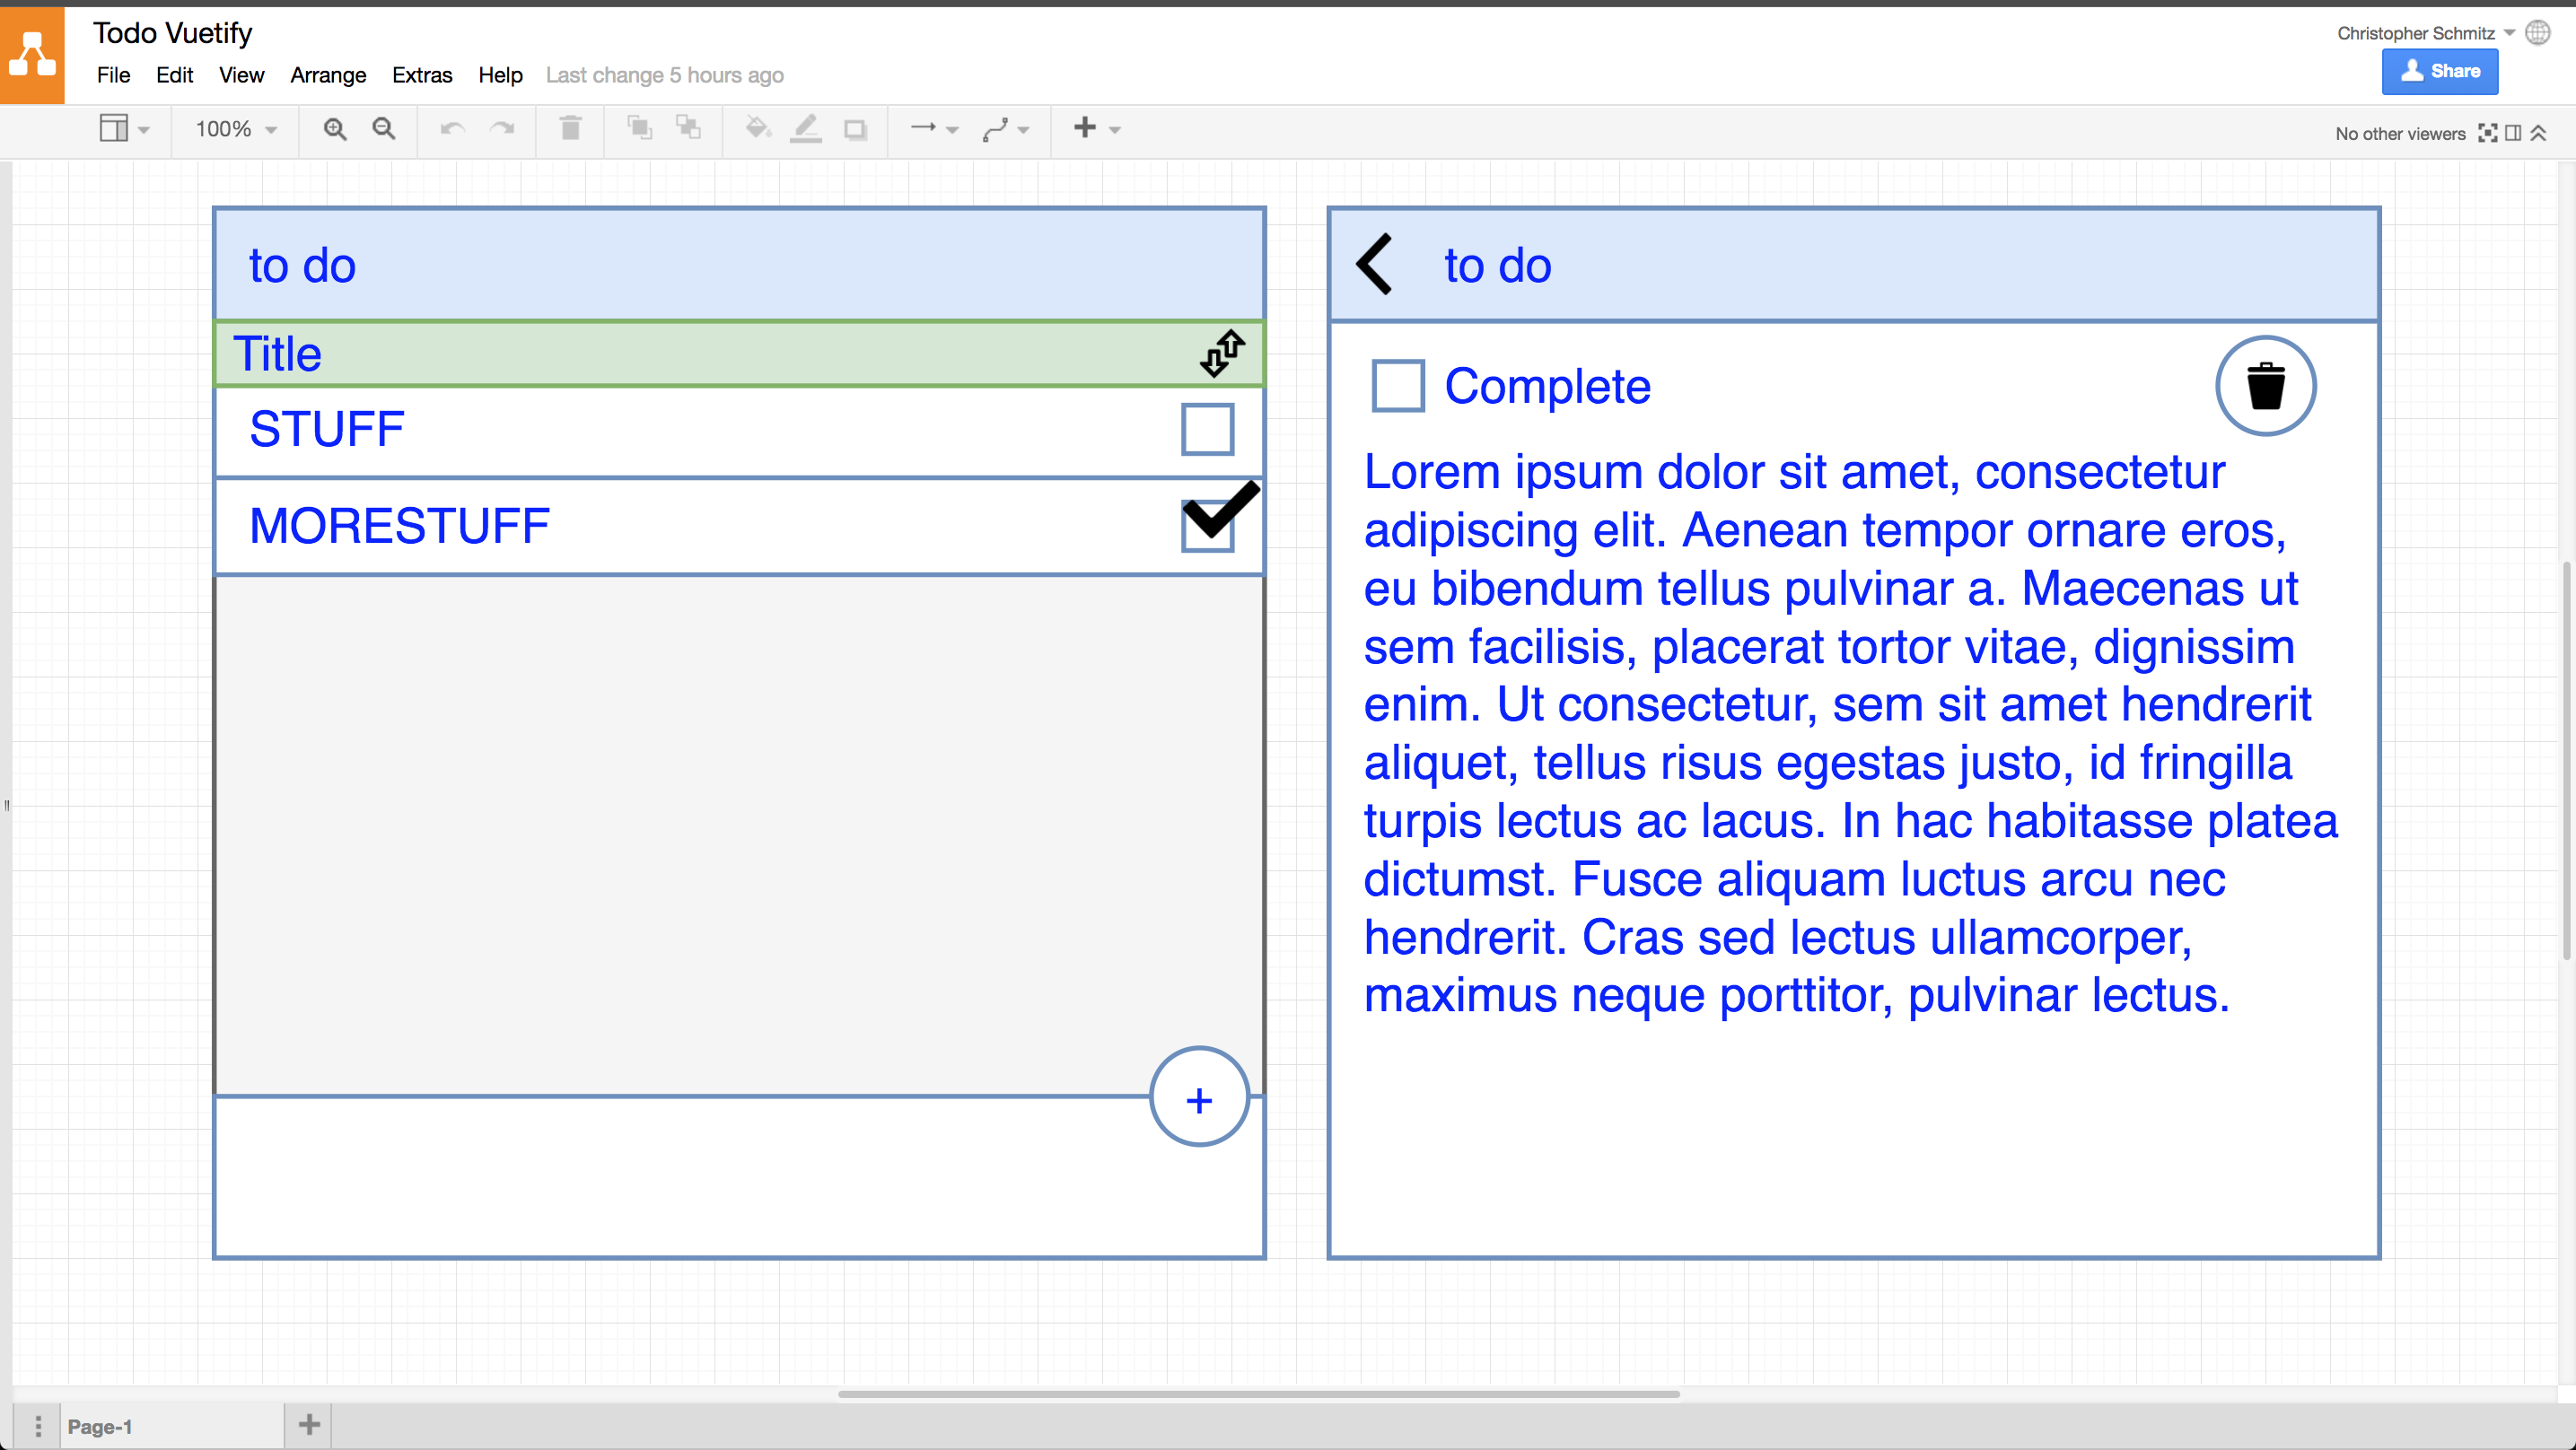 Todo Vuetify
Christopher Schmitz
File Edit View Arrange Extras Help Last change 5 hours ago
Share
100%
No other viewers
to do
Title
STUFF
MORESTUFF
+
to do
Complete
Lorem ipsum dolor sit amet, consectetur
adipiscing elit. Aenean tempor ornare eros,
eu bibendum tellus pulvinar a. Maecenas ut
sem facilisis, placerat tortor vitae, dignissim
enim. Ut consectetur, sem sit amet hendrerit
aliquet, tellus risus egestas justo, id fringilla
turpis lectus ac lacus. In hac habitasse platea
dictumst. Fusce aliquam luctus arcu nec
hendrerit. Cras sed lectus ullamcorper,
maximus neque porttitor, pulvinar lectus.
Page-1